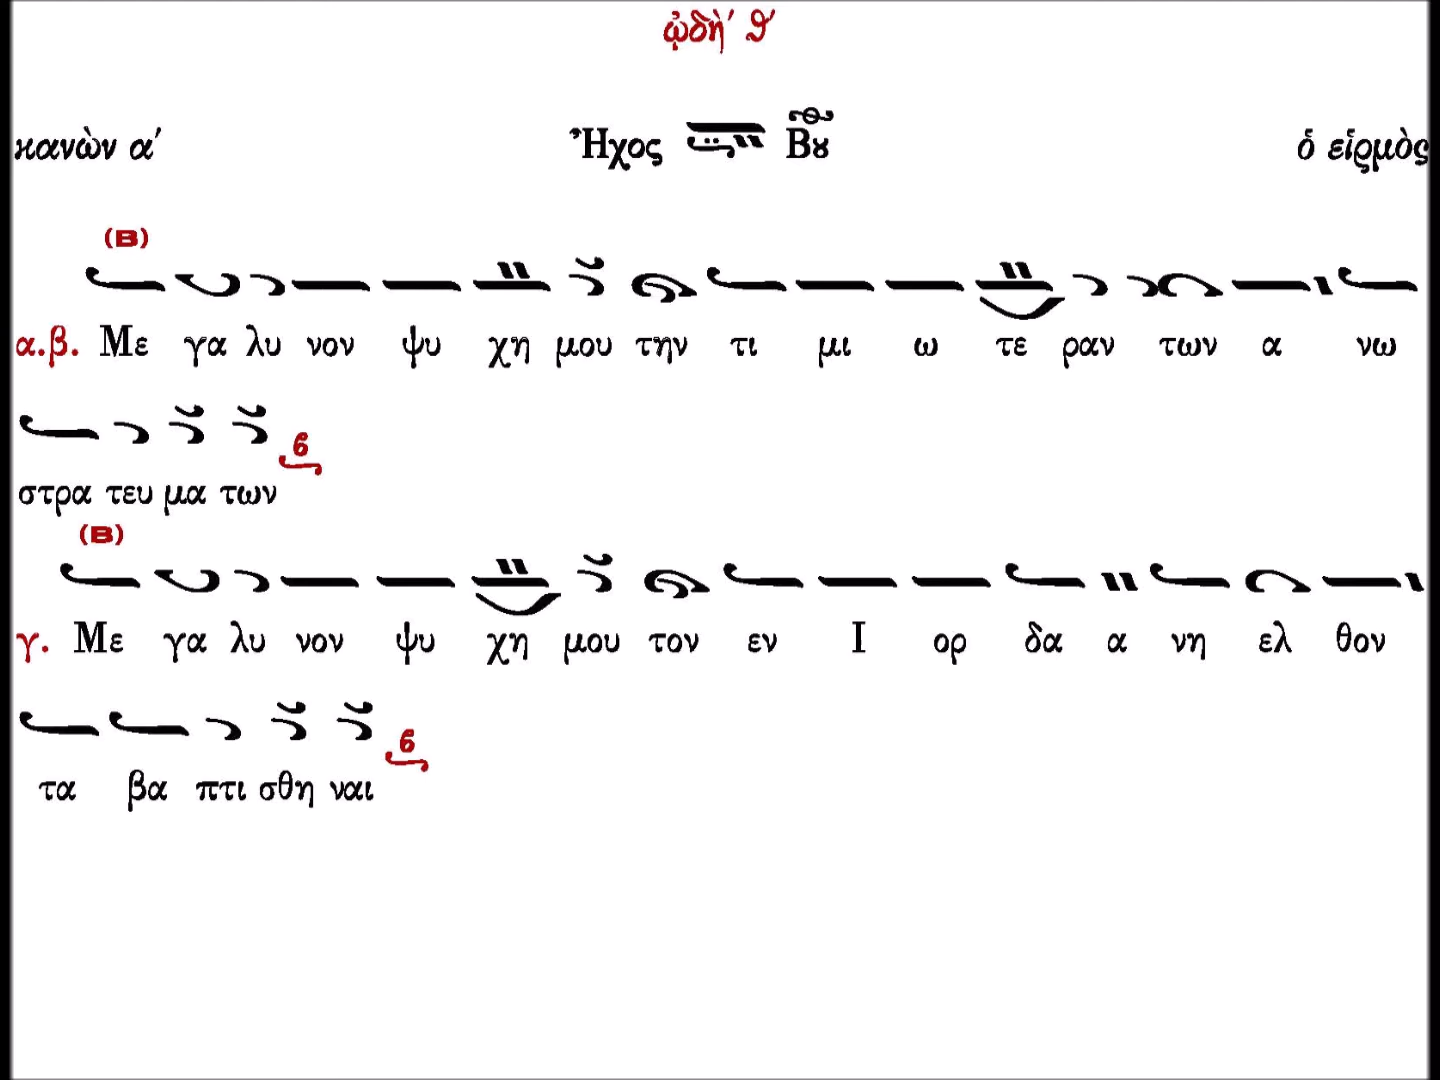 ᾠδὴ΄ θ΄
κανὼν α΄ Ἦχος Βȣ ὁ εἱρμὸς
(Β)
α.β. Με γα λυ νον ψυ χη μου την τι μι ω τε ραν των α νω
στρα τευ μα των
(Β)
γ. Με γα λυ νον ψυ χη μου τον εν Ι ορ δα α νη ελ θον
τα βα πτι σθη ναι